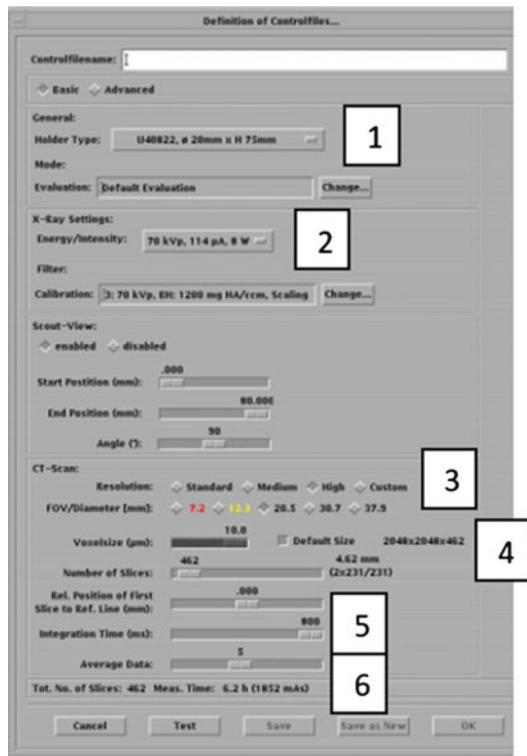 Definition of Controlfiles...
Controlfilename:
Basic Advanced
General:
Holder Type: U40822, ø 20mm x H 75mm
1
Mode:
Evaluation: Default Evaluation Change...
X-Ray Settings:
2
Energy/Intensity: 70 kVp, 114 µA, 8 W
Filter:
Calibration: 3: 70 kVp, BH: 1200 mg HA/ccm, Scaling Change...
Scout-View:
enabled disabled
.000
Start Postition (mm):
80.000
End Position (mm):
90
Angle (°):
CT-Scan:
3
Resolution: Standard Medium High Custom
FOV/Diameter [mm]: 7.2 12.3 20.5 30.7 37.9
10.0
Voxelsize (µm): Default Size 2048x2048x462
4
462 4.62 mm
Number of Slices: (2x231/231)
.000
Rel. Position of First
Slice to Ref. Line (mm):
800
5
Integration Time (ms):
5
Average Data:
6
Tot. No. of Slices: 462 Meas. Time: 6.2 h (1852 mAs)
Cancel Test Save Save as New OK